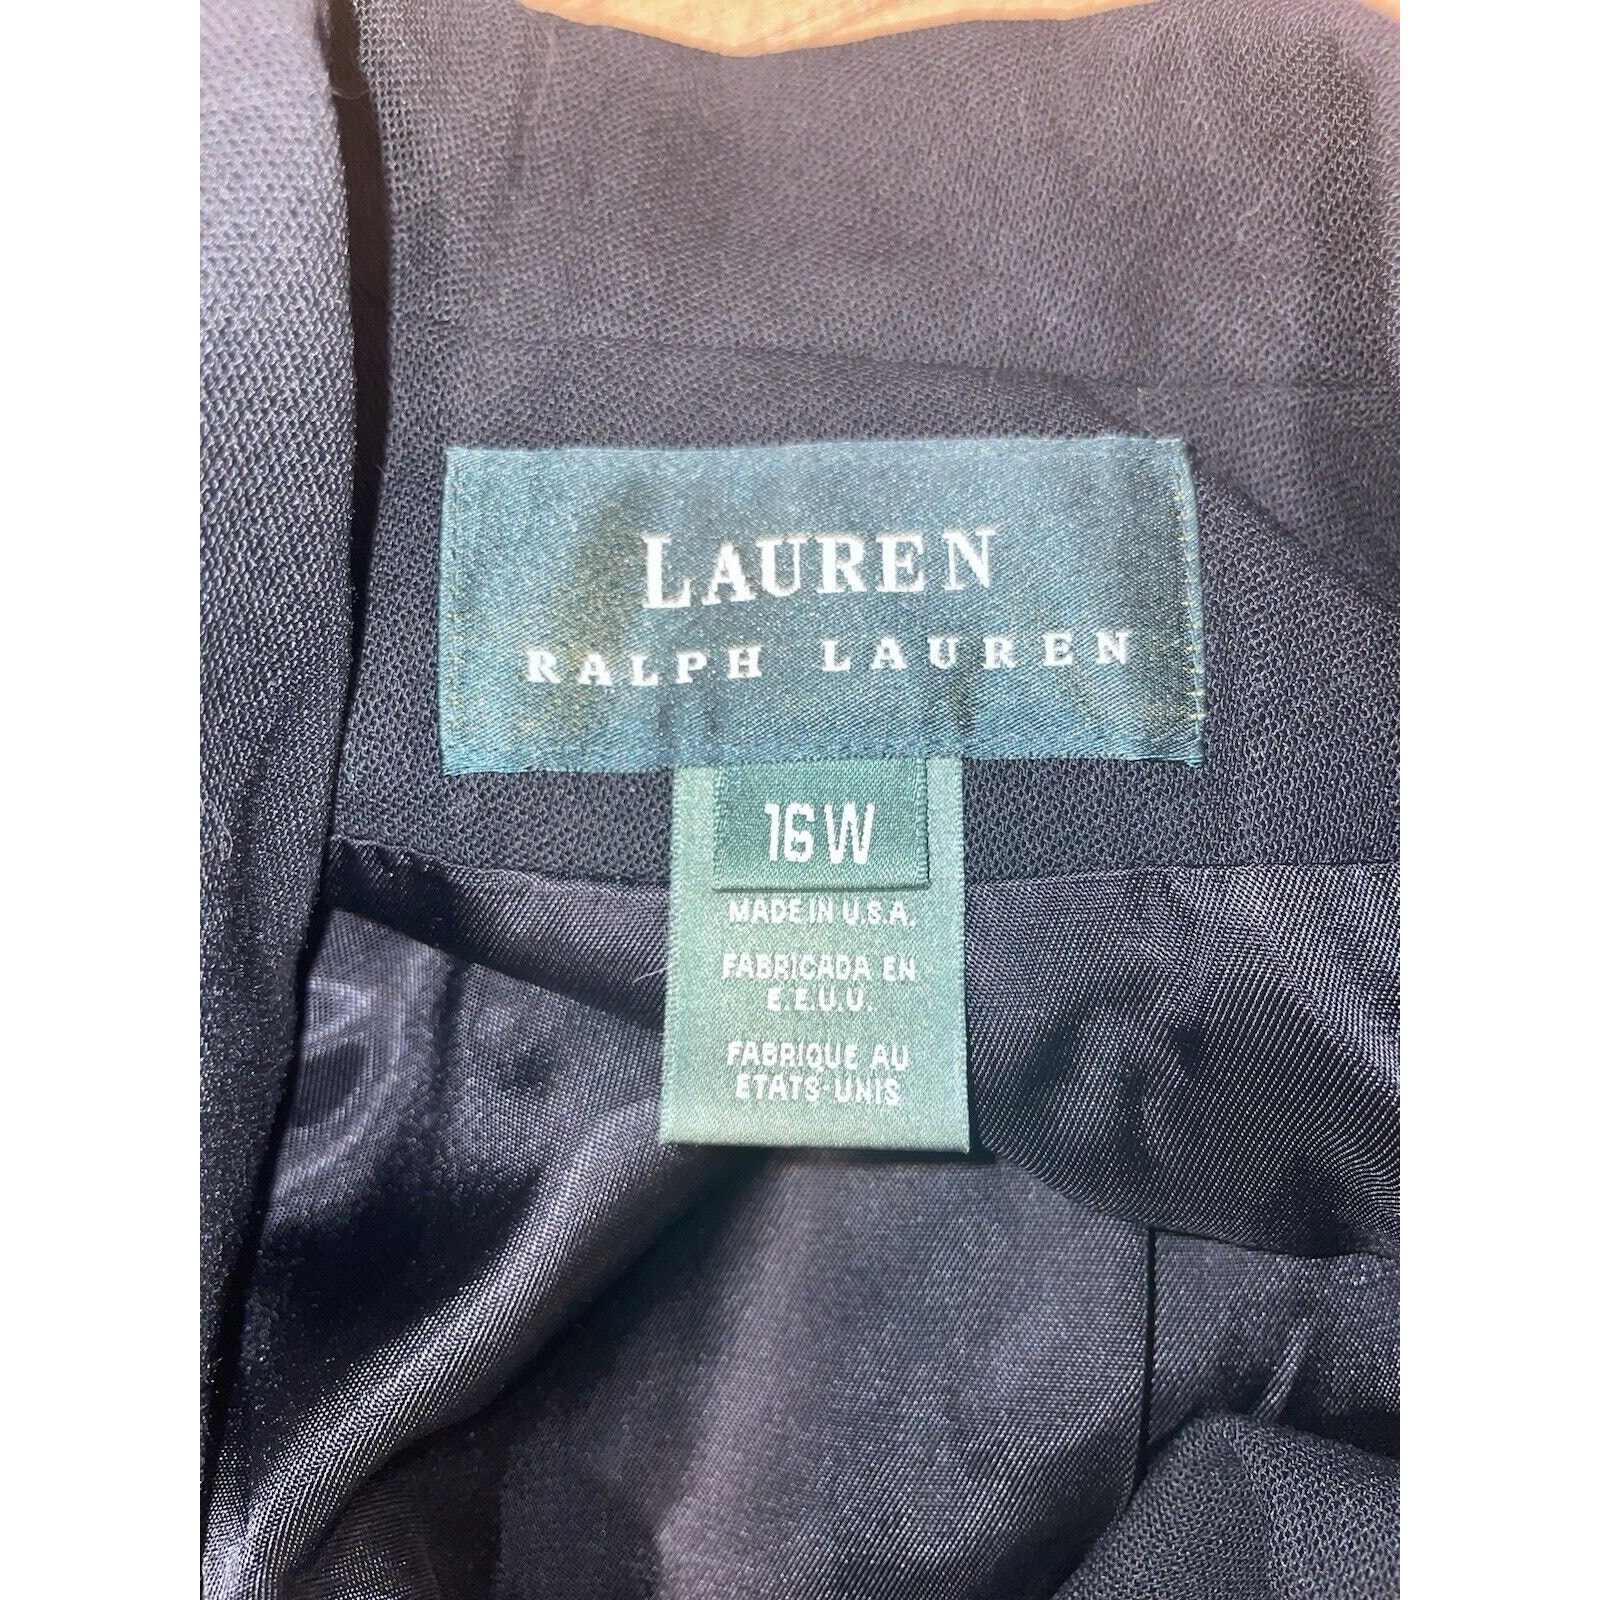 LAUREN
RALPH LAUREN
16W
MADE IN U.S.A.
FABRICADA EN
E.E.U.U.
FABRIQUE AU
ETATS-UNIS